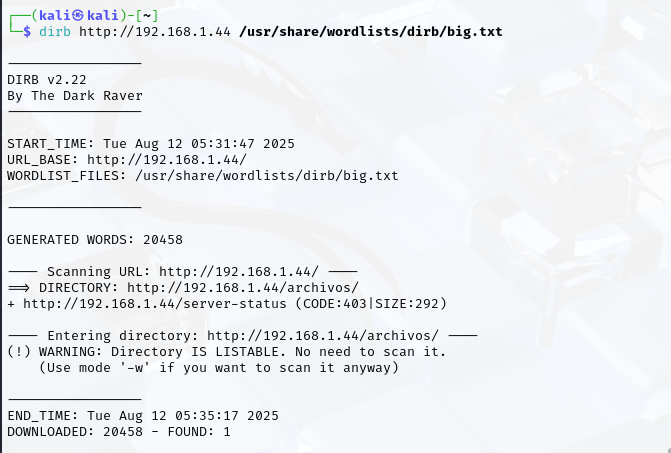 ┌──(kali㉿kali)-[~]
└─$ dirb http://192.168.1.44 /usr/share/wordlists/dirb/big.txt
-----------------
DIRB v2.22
By The Dark Raver
-----------------
START_TIME: Tue Aug 12 05:31:47 2025
URL_BASE: http://192.168.1.44/
WORDLIST_FILES: /usr/share/wordlists/dirb/big.txt
-----------------
GENERATED WORDS: 20458
---- Scanning URL: http://192.168.1.44/ ----
==> DIRECTORY: http://192.168.1.44/archivos/
+ http://192.168.1.44/server-status (CODE:403|SIZE:292)
---- Entering directory: http://192.168.1.44/archivos/ ----
(!) WARNING: Directory IS LISTABLE. No need to scan it.
(Use mode '-w' if you want to scan it anyway)
-----------------
END_TIME: Tue Aug 12 05:35:17 2025
DOWNLOADED: 20458 - FOUND: 1